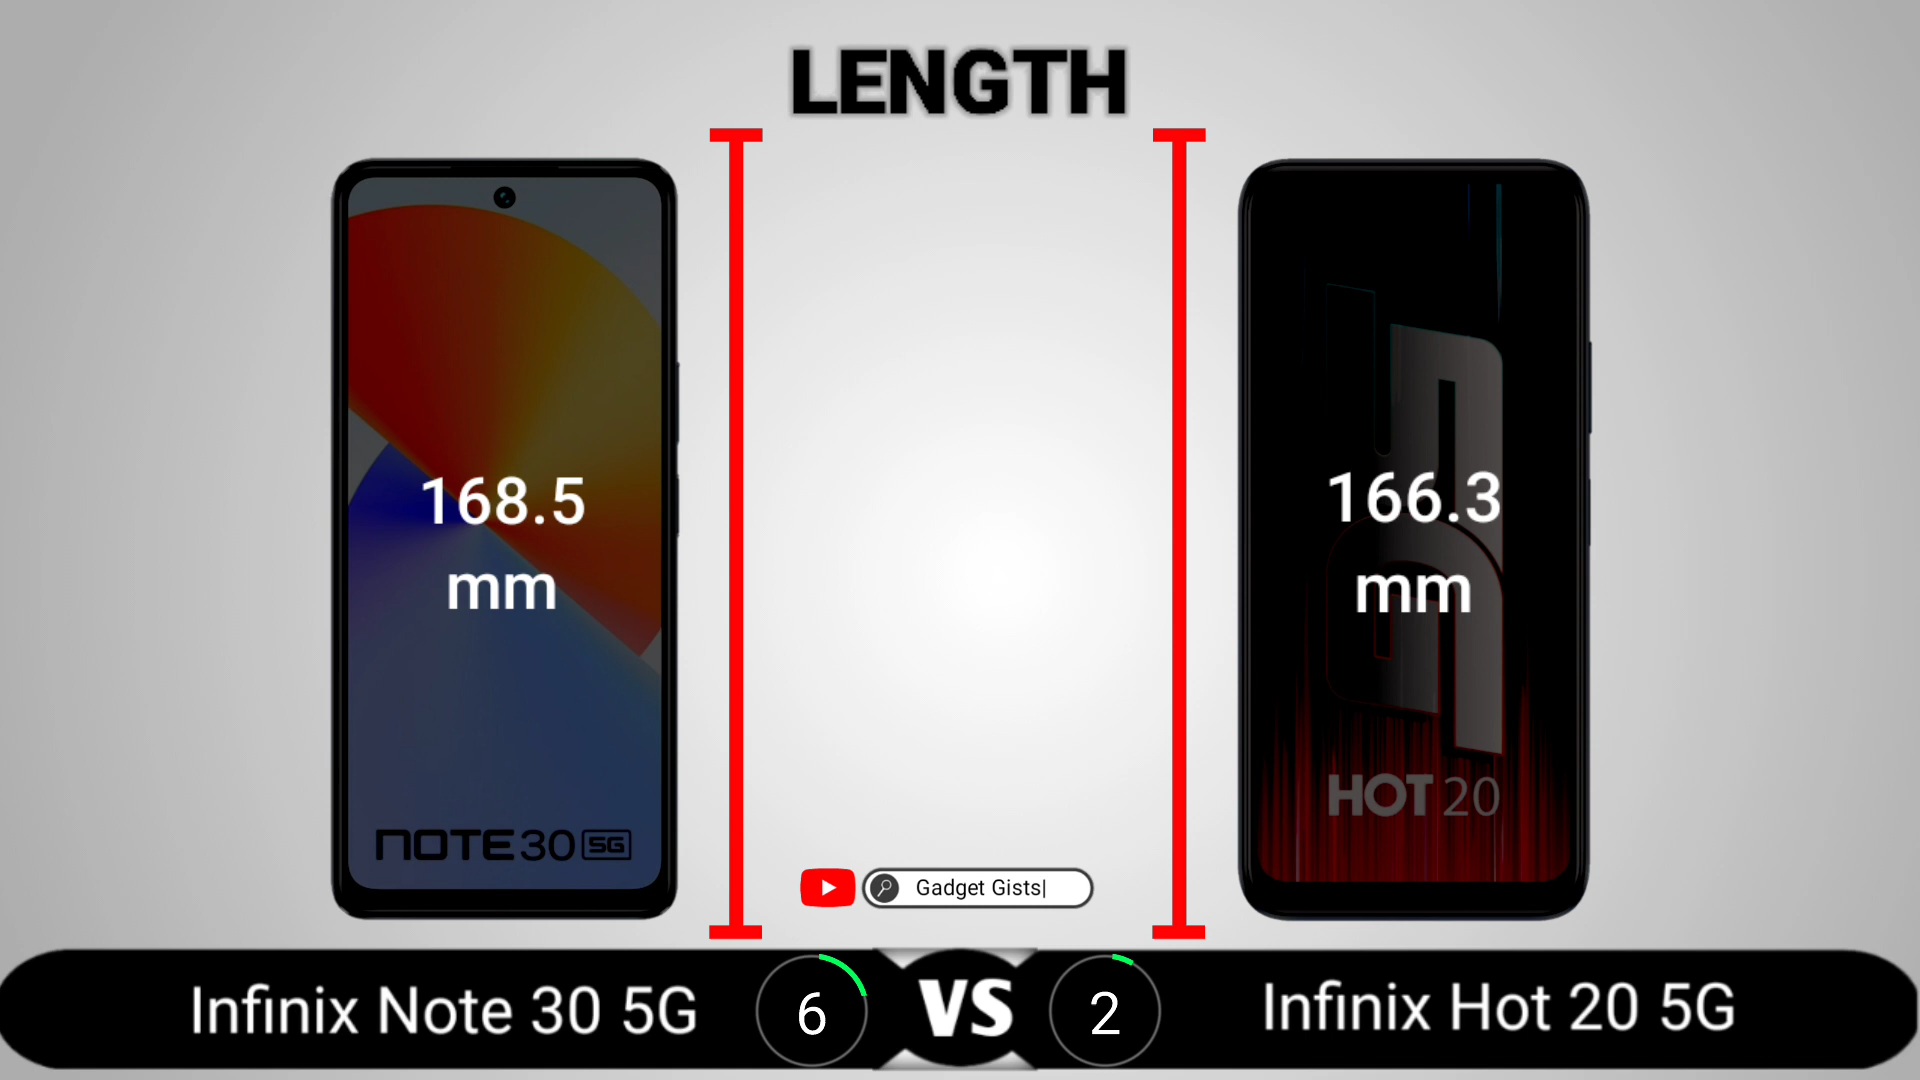 LENGTH
168.5
mm
NOTE 30 5G
166.3
mm
5G
HOT 20
Gadget Gists|
Infinix Note 30 5G
6
VS
2
Infinix Hot 20 5G